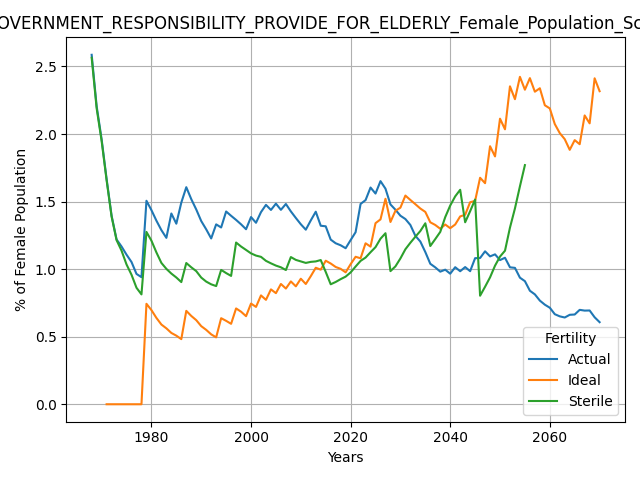 OVERNMENT_RESPONSIBILITY_PROVIDE_FOR_ELDERLY_Female_Population_Sc
% of Female Population
2.5
2.0
1.5
1.0
0.5
0.0
1980 2000 2020 2040 2060
Years
Fertility
Actual
Ideal
Sterile